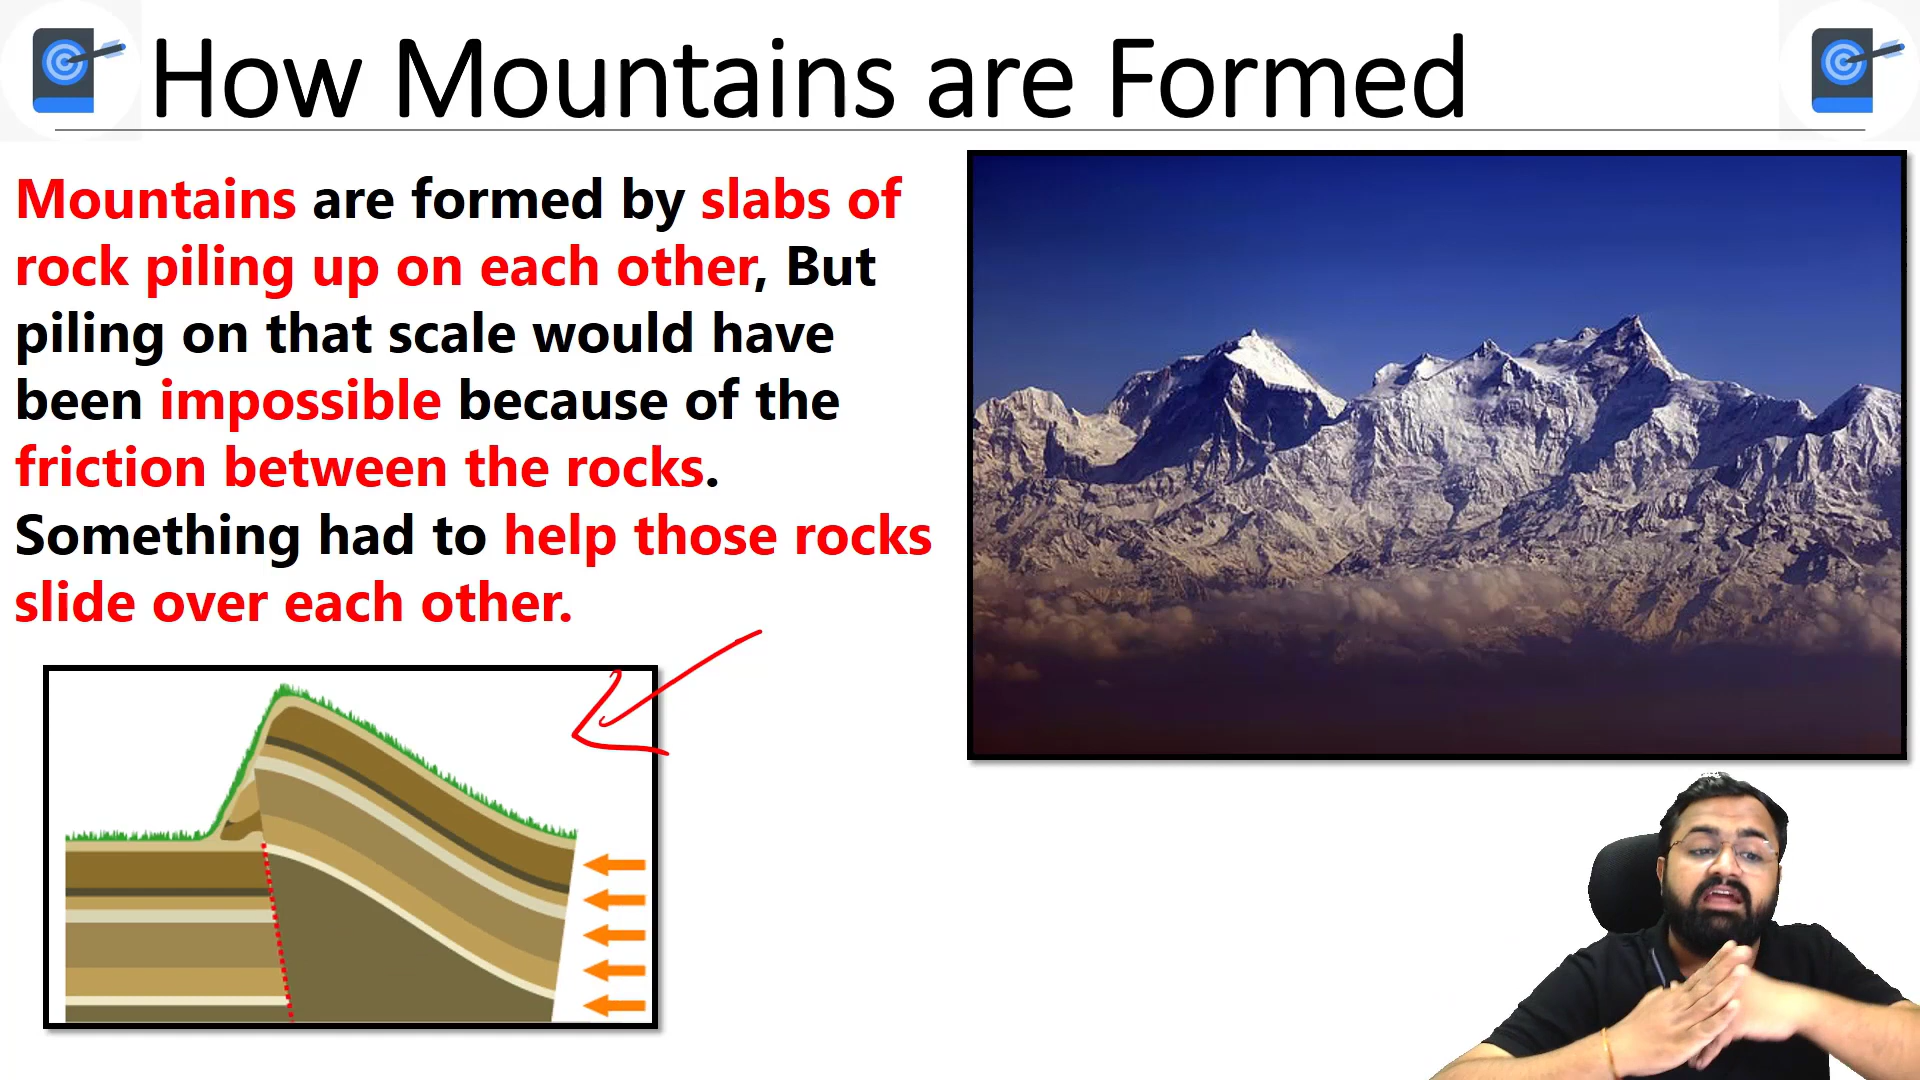 How Mountains are Formed
Mountains are formed by slabs of
rock piling up on each other, But
piling on that scale would have
been impossible because of the
friction between the rocks.
Something had to help those rocks
slide over each other.